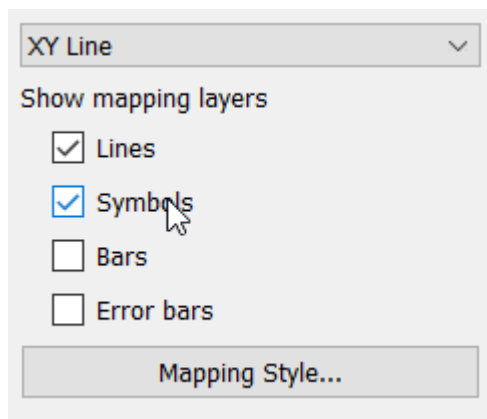 XY Line
Show mapping layers
Lines
Symbols
Bars
Error bars
Mapping Style...